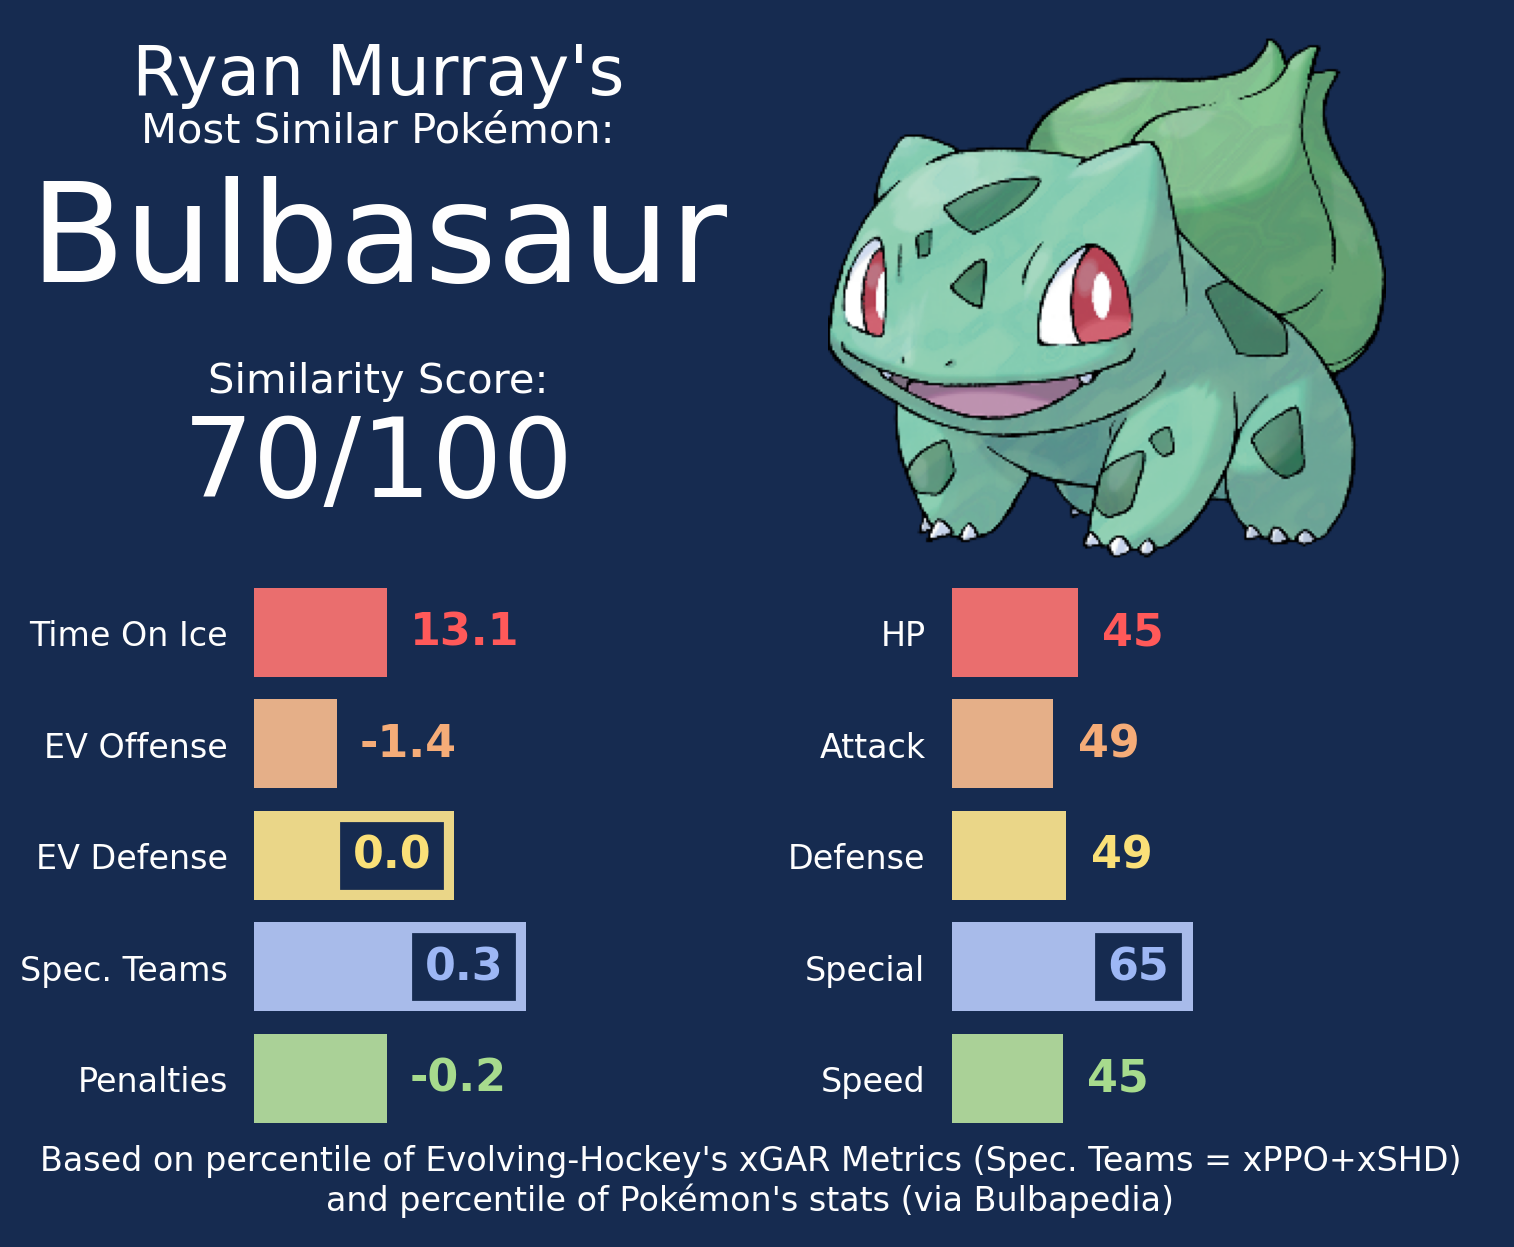 Ryan Murray's
Most Similar Pokémon:
Bulbasaur
Similarity Score:
70/100
Time On Ice 13.1
EV Offense -1.4
EV Defense 0.0
Spec. Teams 0.3
Penalties -0.2
HP 45
Attack 49
Defense 49
Special 65
Speed 45
Based on percentile of Evolving-Hockey's xGAR Metrics (Spec. Teams = xPPO+xSHD)
and percentile of Pokémon's stats (via Bulbapedia)